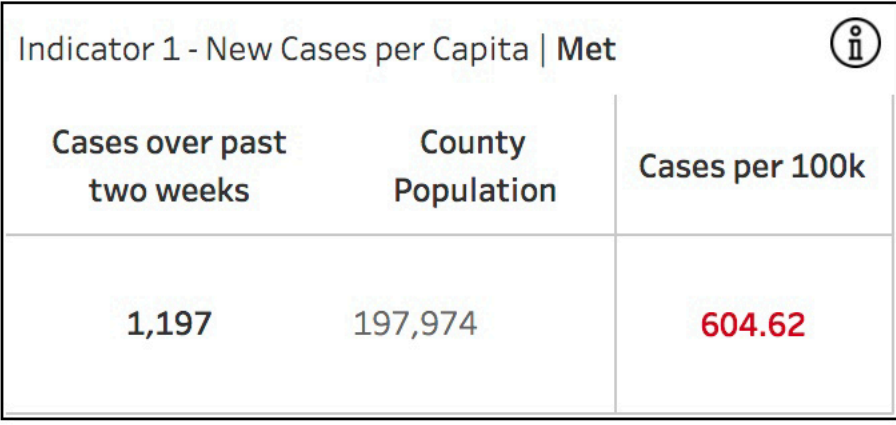 Indicator 1 - New Cases per Capita | Met
Cases over past
two weeks
County
Population
Cases per 100k
1,197 197,974 604.62